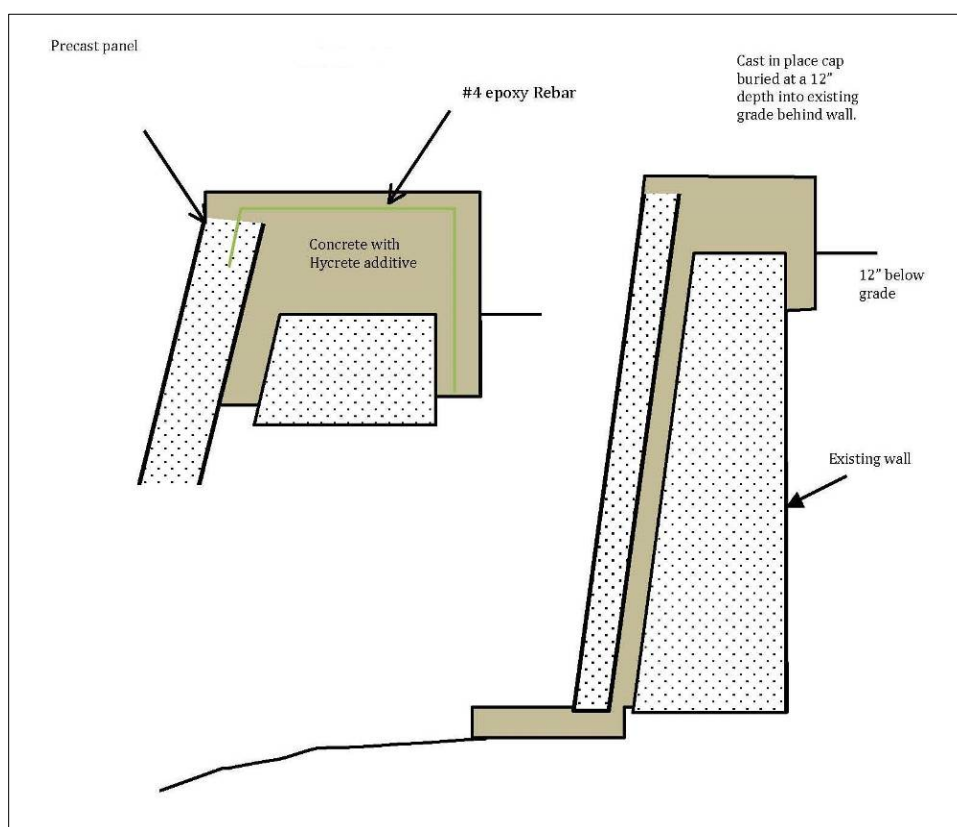 Precast panel
#4 epoxy Rebar
Cast in place cap
buried at a 12"
depth into existing
grade behind wall.
Concrete with
Hycrete additive
12" below
grade
Existing wall